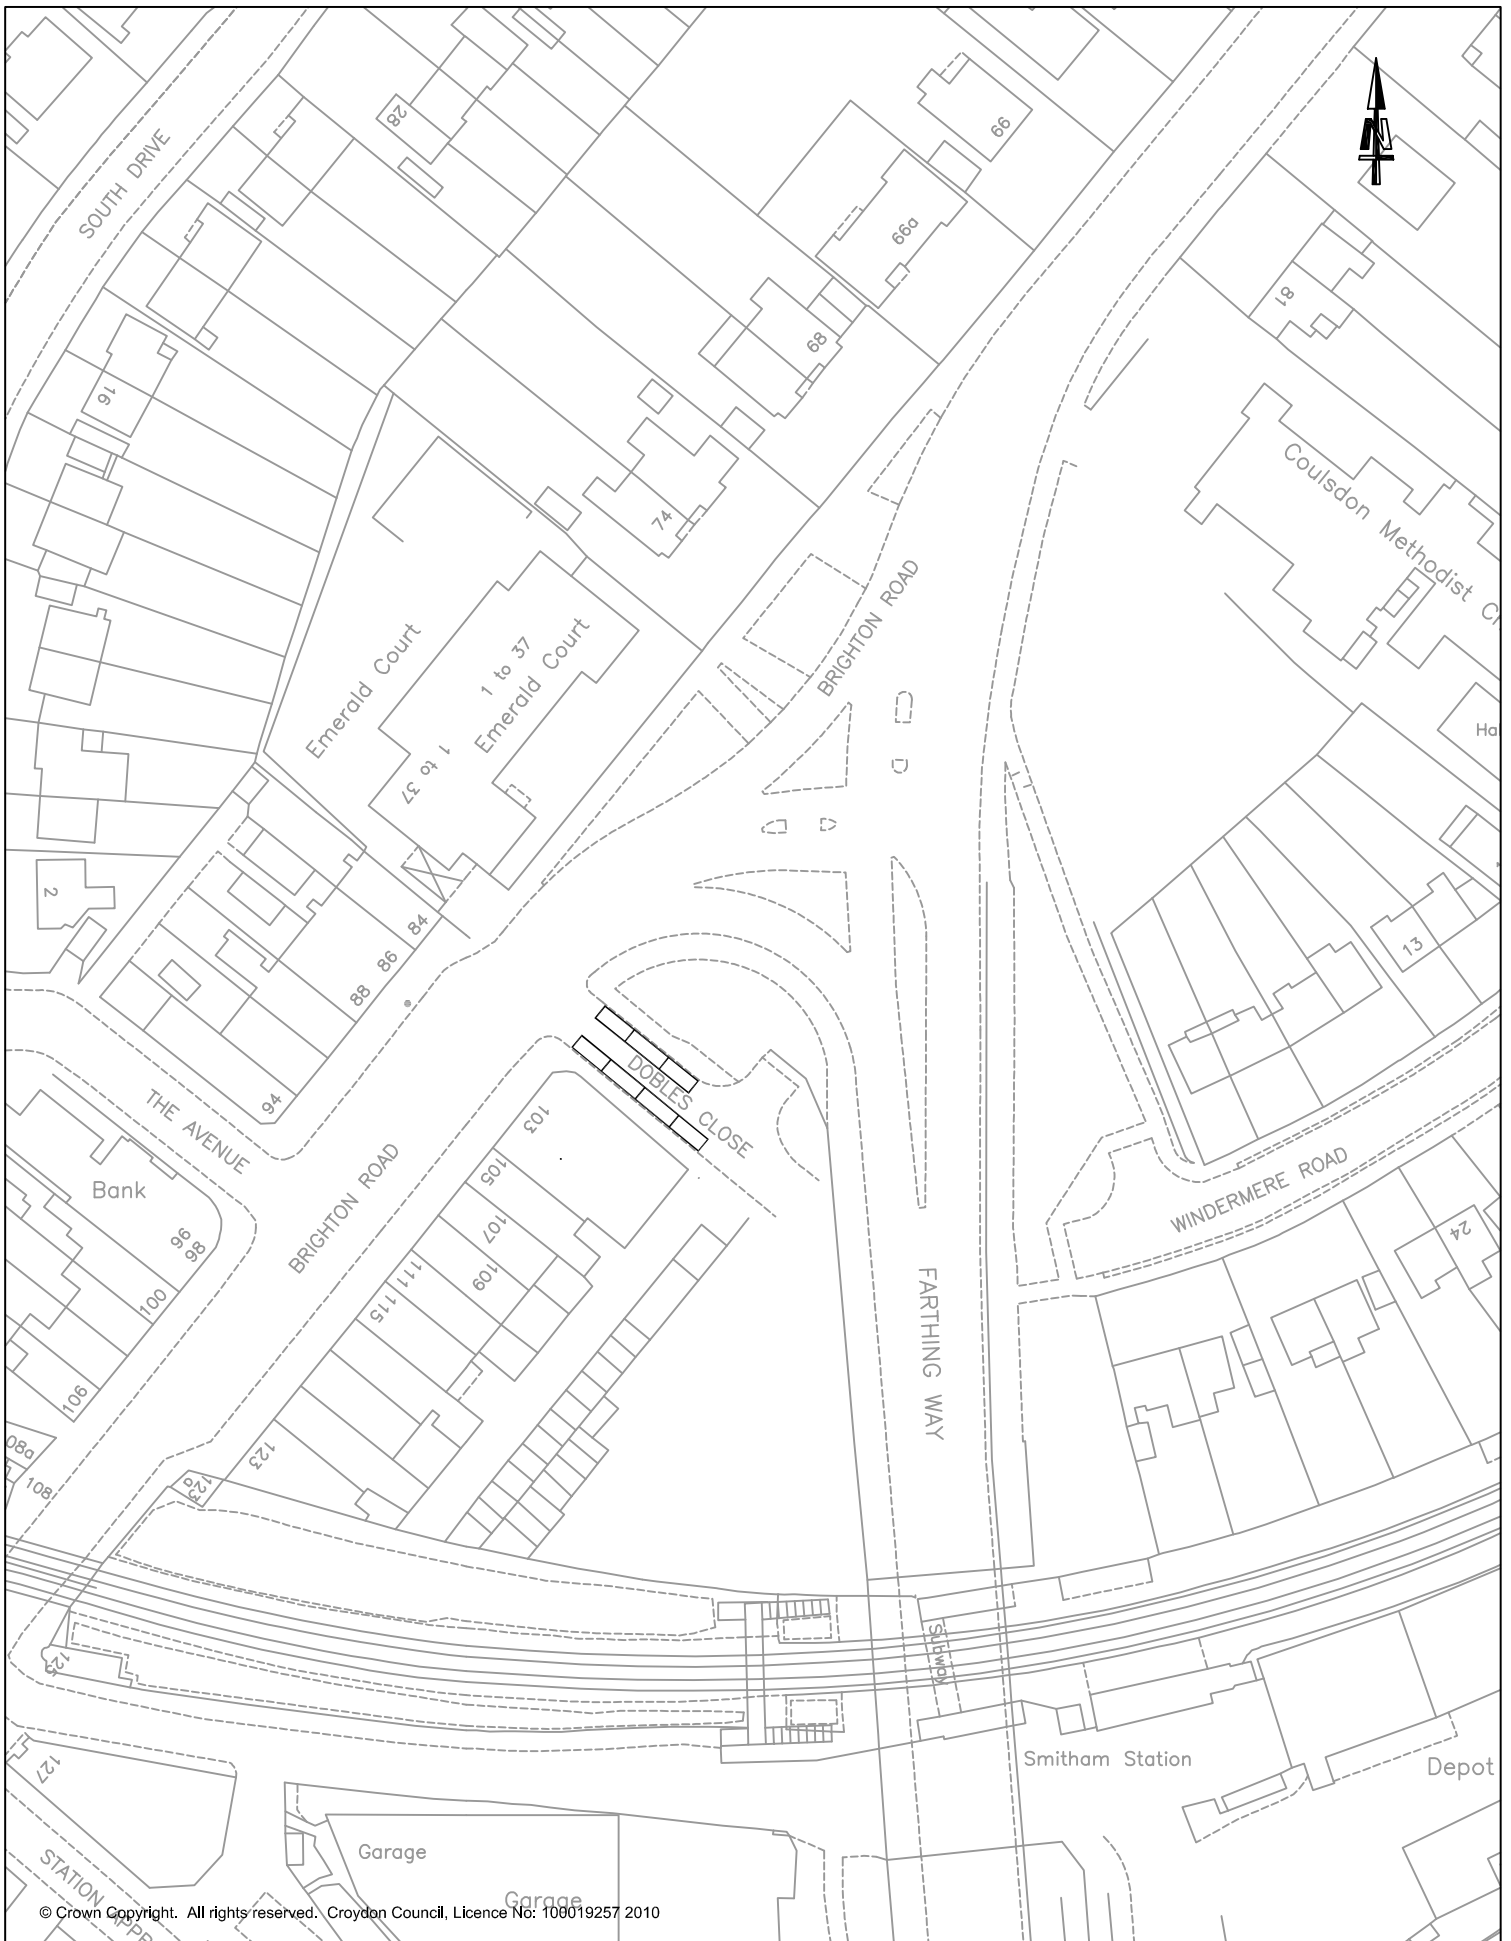 N
SOUTH DRIVE
28
66
69a
81
16
68
74
Coulsdon Methodist
BRIGHTON ROAD
Emerald Court
1 to 37
Emerald Court
1 to 37
Hal
2
84
86
88
13
94
THE AVENUE
DOBLES CLOSE
103
105
107
109
111
115
Bank
96
98
100
106
BRIGHTON ROAD
WINDERMERE ROAD
24
FARTHING WAY
08a
108
123
123a
125
Subway
Smitham Station
Depot
127
Garage
Garage
STATION APPR
© Crown Copyright. All rights reserved. Croydon Council, Licence No: 100019257 2010